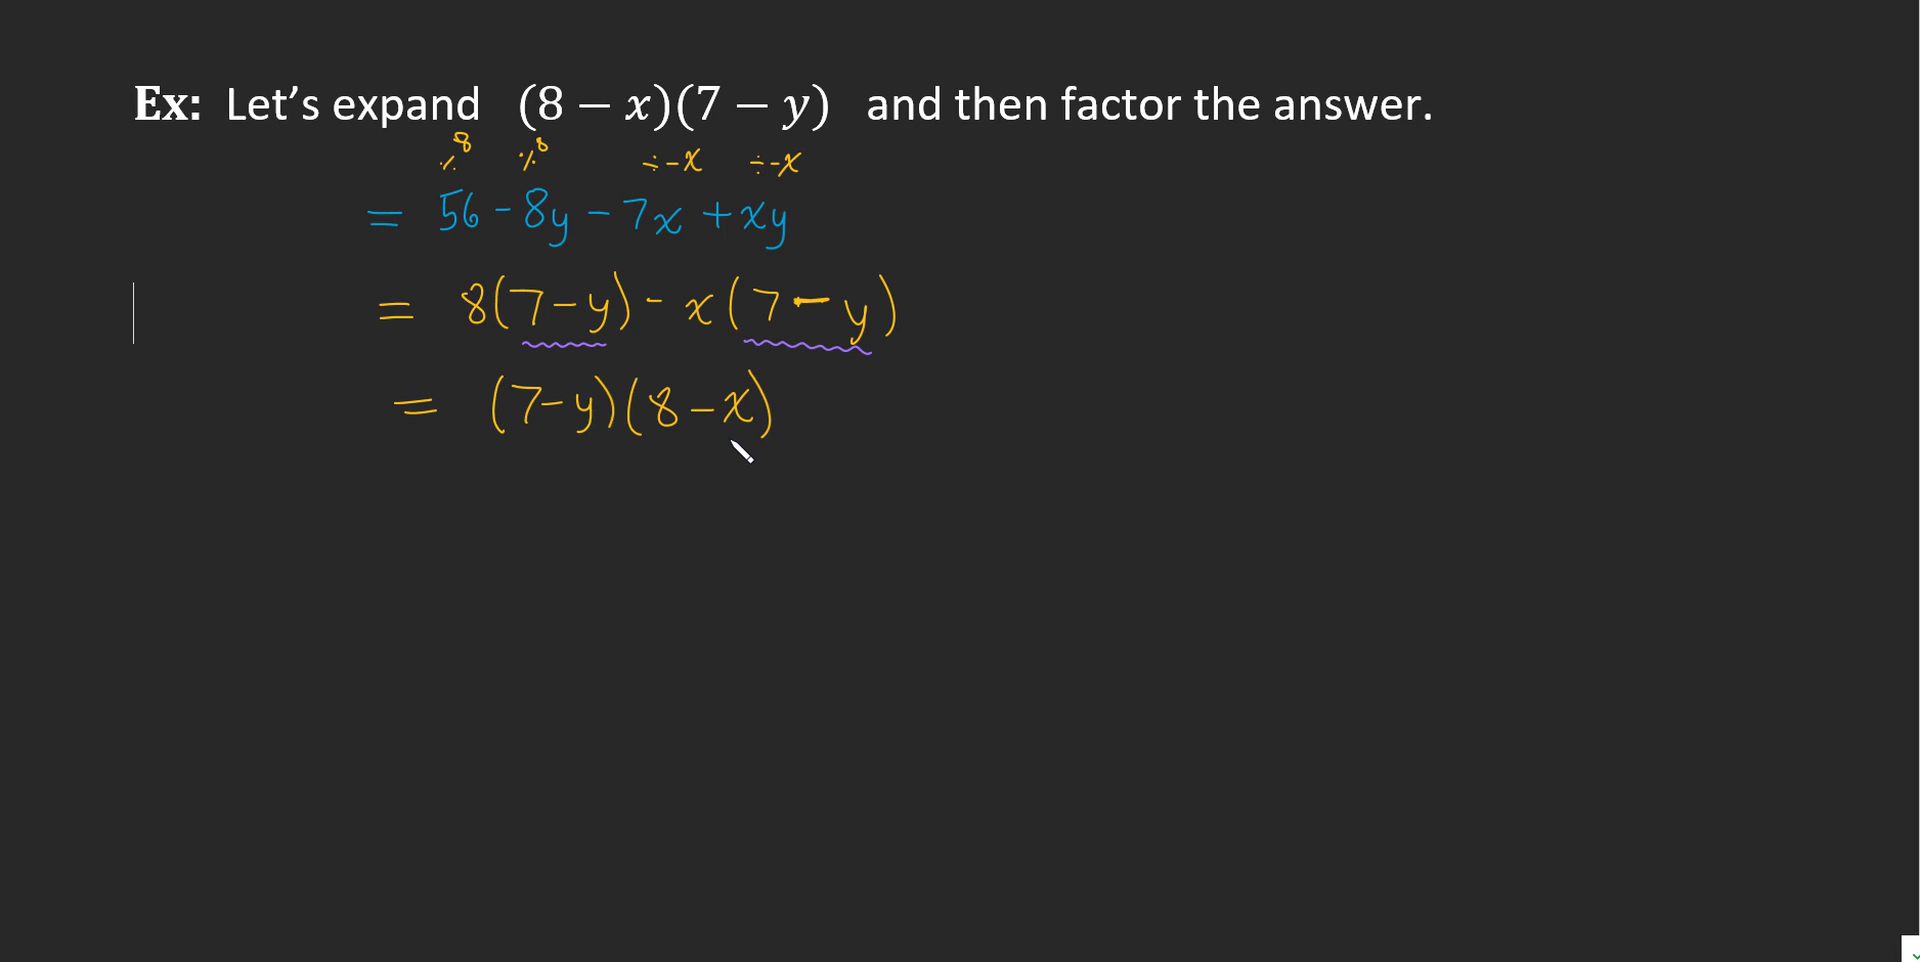 Ex: Let's expand (8 − x)(7 − y) and then factor the answer.
÷8 ÷8 ÷-x ÷-x
= 56 - 8y - 7x + xy
= 8(7-y) - x(7-y)
= (7-y)(8-x)